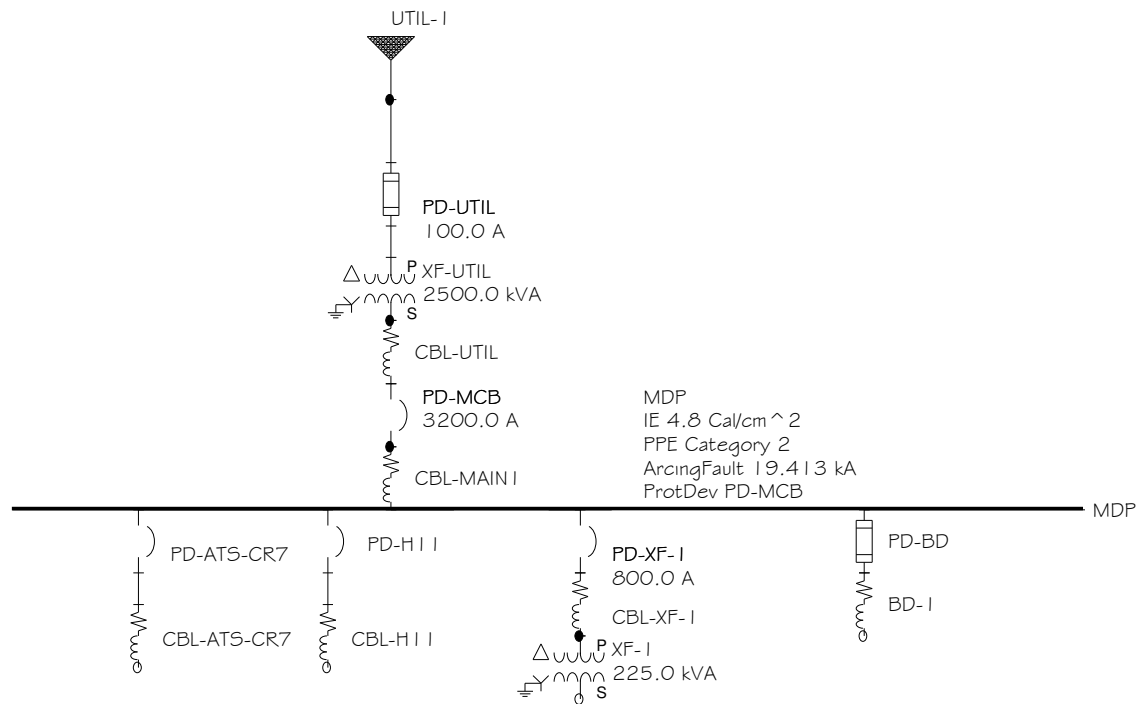 UTIL-1
PD-UTIL
100.0 A
P
XF-UTIL
2500.0 kVA
S
CBL-UTIL
PD-MCB
3200.0 A
CBL-MAIN1
MDP
IE 4.8 Cal/cm^2
PPE Category 2
ArcingFault 19.413 kA
ProtDev PD-MCB
MDP
PD-ATS-CR7
CBL-ATS-CR7
PD-H11
CBL-H11
PD-XF-1
800.0 A
CBL-XF-1
P
XF-1
225.0 kVA
S
PD-BD
BD-1